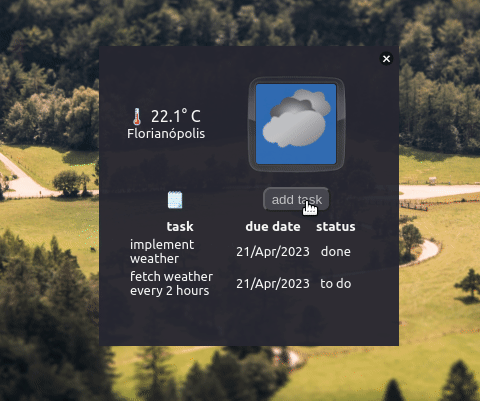 22.1° C
Florianópolis
add task
task due date status
implement
weather
21/Apr/2023 done
fetch weather
every 2 hours
21/Apr/2023 to do